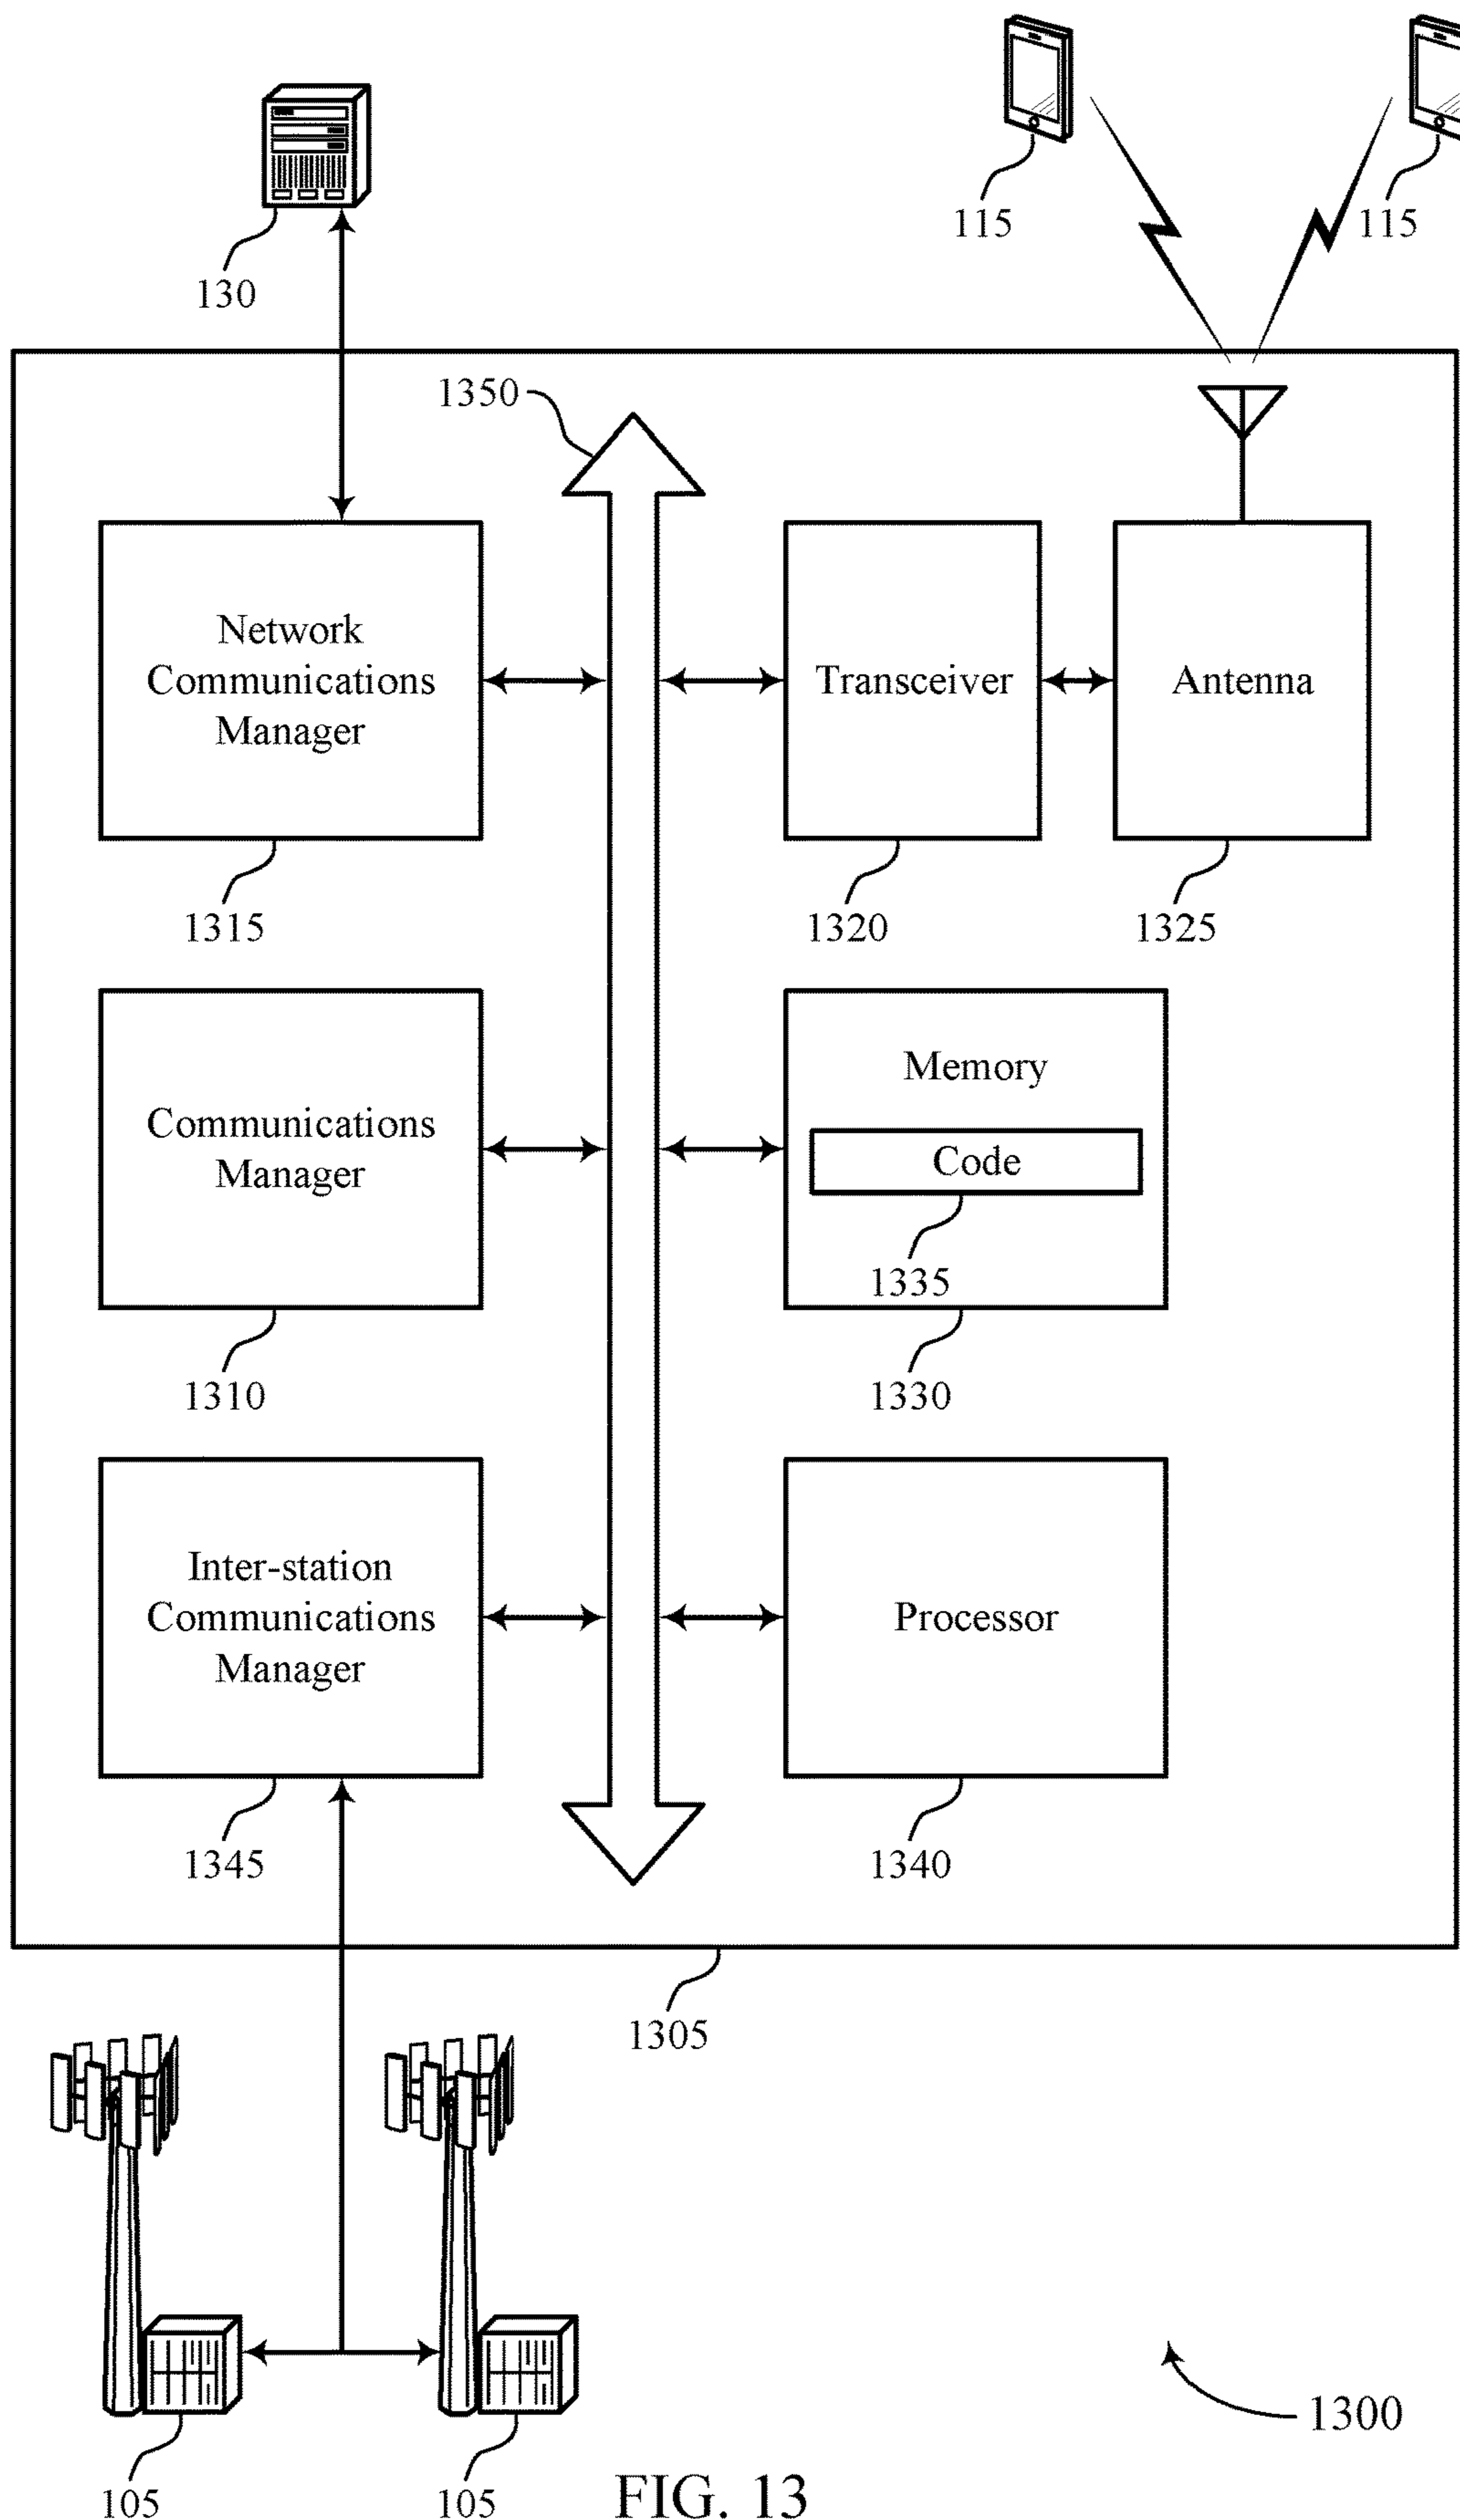 115
115
130
1350
Network
Communications
Manager
Transceiver
Antenna
1315
1320
1325
Communications
Manager
Memory
Code
1335
1310
1330
Inter-station
Communications
Manager
Processor
1345
1340
1305
1300
105
105
FIG. 13